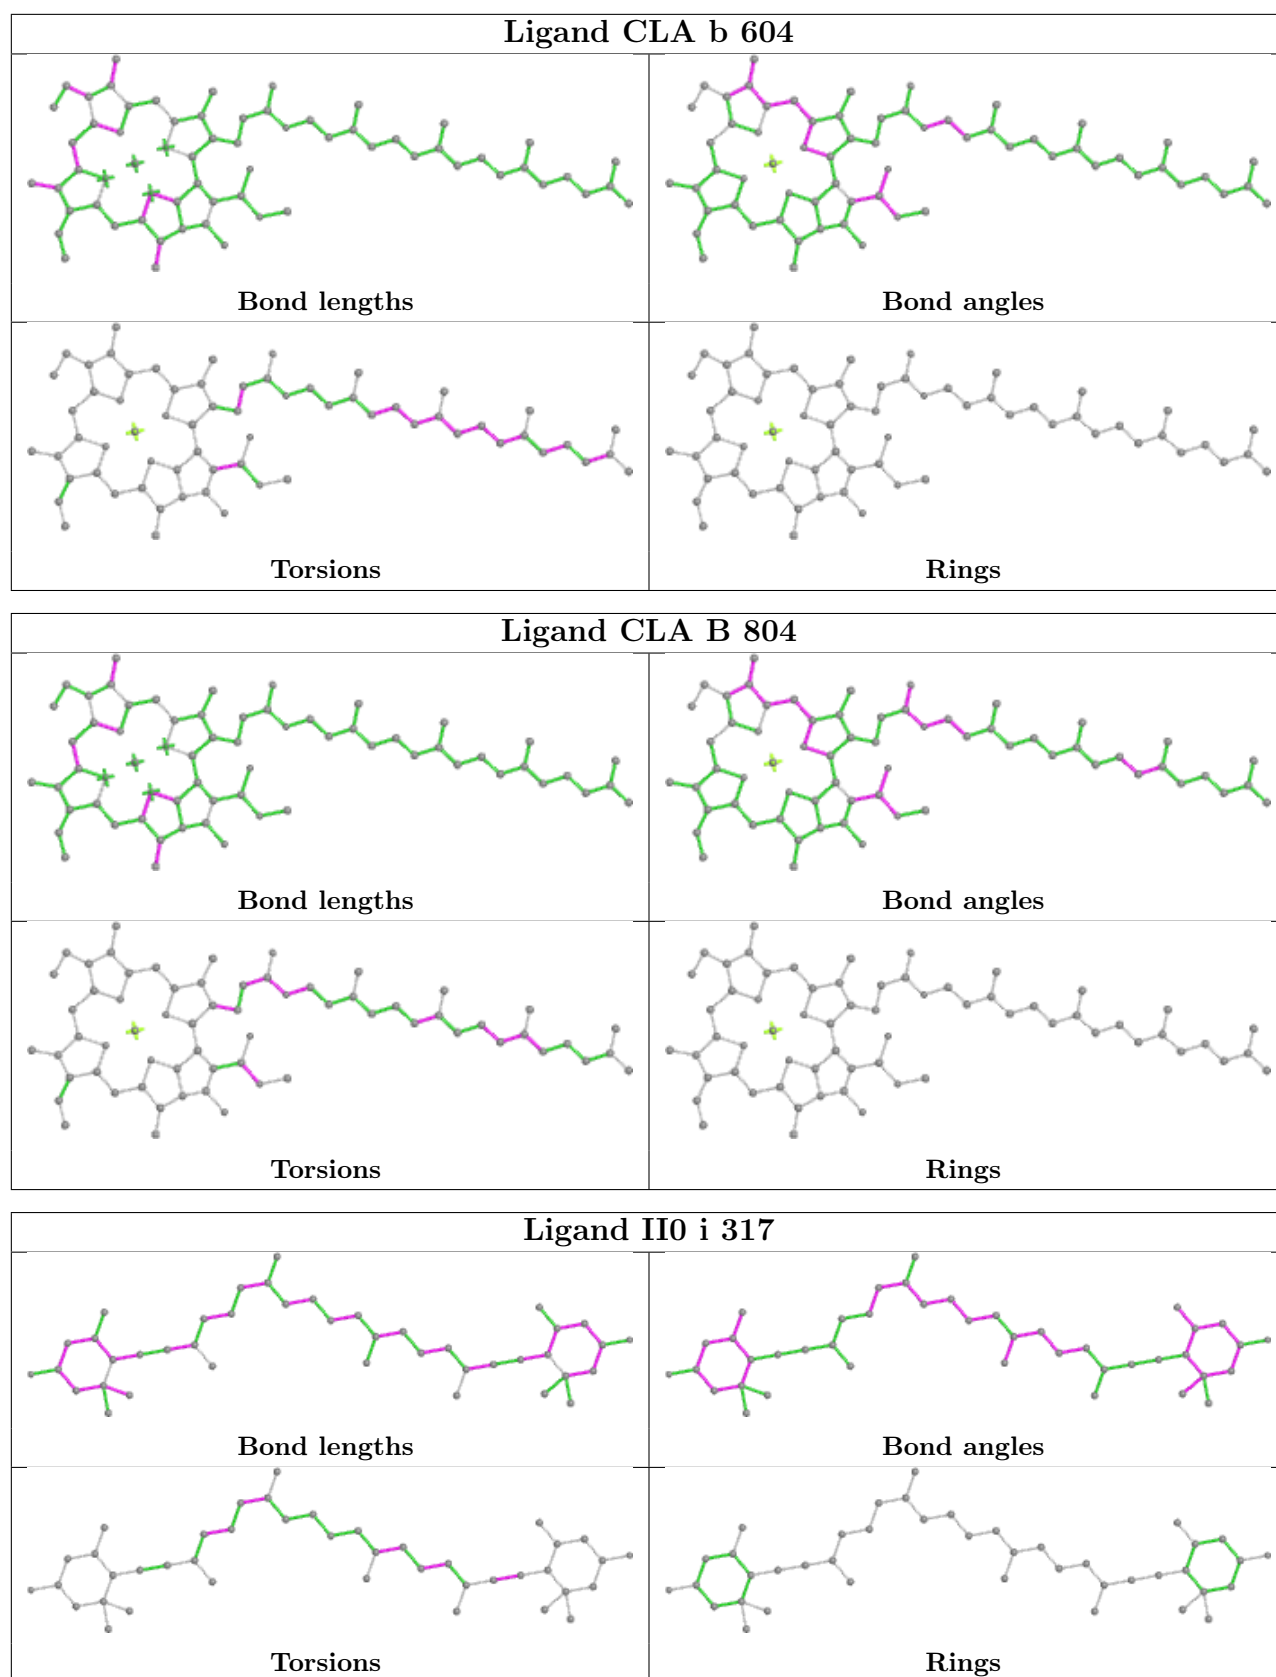 Ligand CLA b 604
Bond lengths
Bond angles
Torsions
Rings
Ligand CLA B 804
Bond lengths
Bond angles
Torsions
Rings
Ligand II0 i 317
Bond lengths
Bond angles
Torsions
Rings